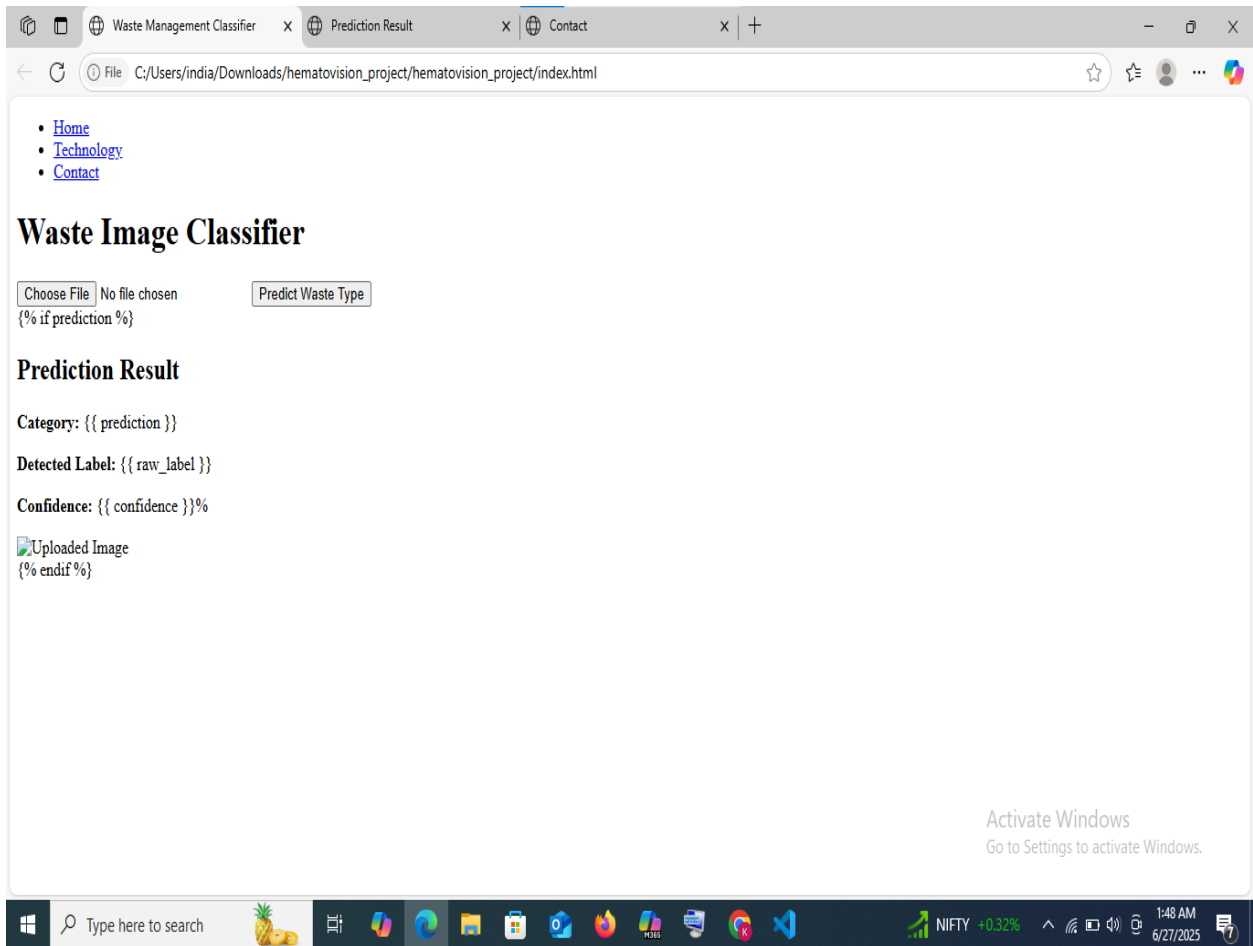 Waste Management Classifier
Prediction Result
Contact
File C:/Users/india/Downloads/hematovision_project/hematovision_project/index.html
Home
Technology
Contact
Waste Image Classifier
Choose File No file chosen Predict Waste Type
{% if prediction %}
Prediction Result
Category: {{ prediction }}
Detected Label: {{ raw_label }}
Confidence: {{ confidence }}%
Uploaded Image
{% endif %}
Activate Windows
Go to Settings to activate Windows.
Type here to search
M365
K
NIFTY +0.32%
1:48 AM
6/27/2025
7